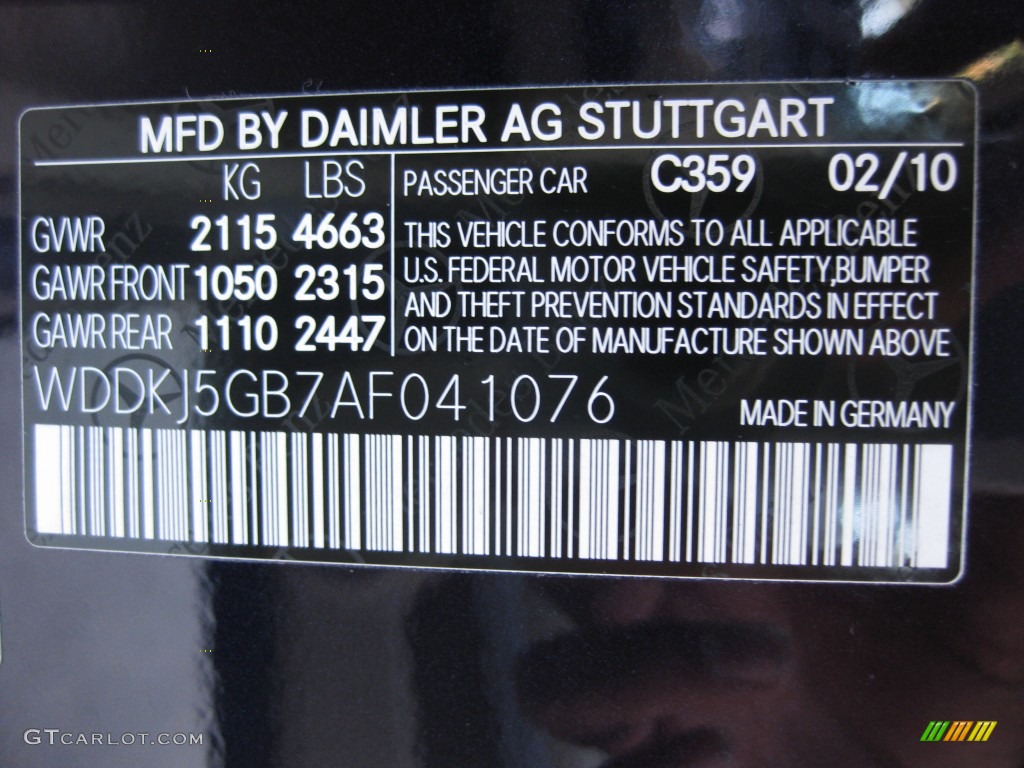 MFD BY DAIMLER AG STUTTGART
KG LBS
GVWR 2115 4663
GAWR FRONT 1050 2315
GAWR REAR 1110 2447
PASSENGER CAR C359 02/10
THIS VEHICLE CONFORMS TO ALL APPLICABLE
U.S. FEDERAL MOTOR VEHICLE SAFETY,BUMPER
AND THEFT PREVENTION STANDARDS IN EFFECT
ON THE DATE OF MANUFACTURE SHOWN ABOVE
WDDKJ5GB7AF041076
MADE IN GERMANY
GTCARLOT.COM